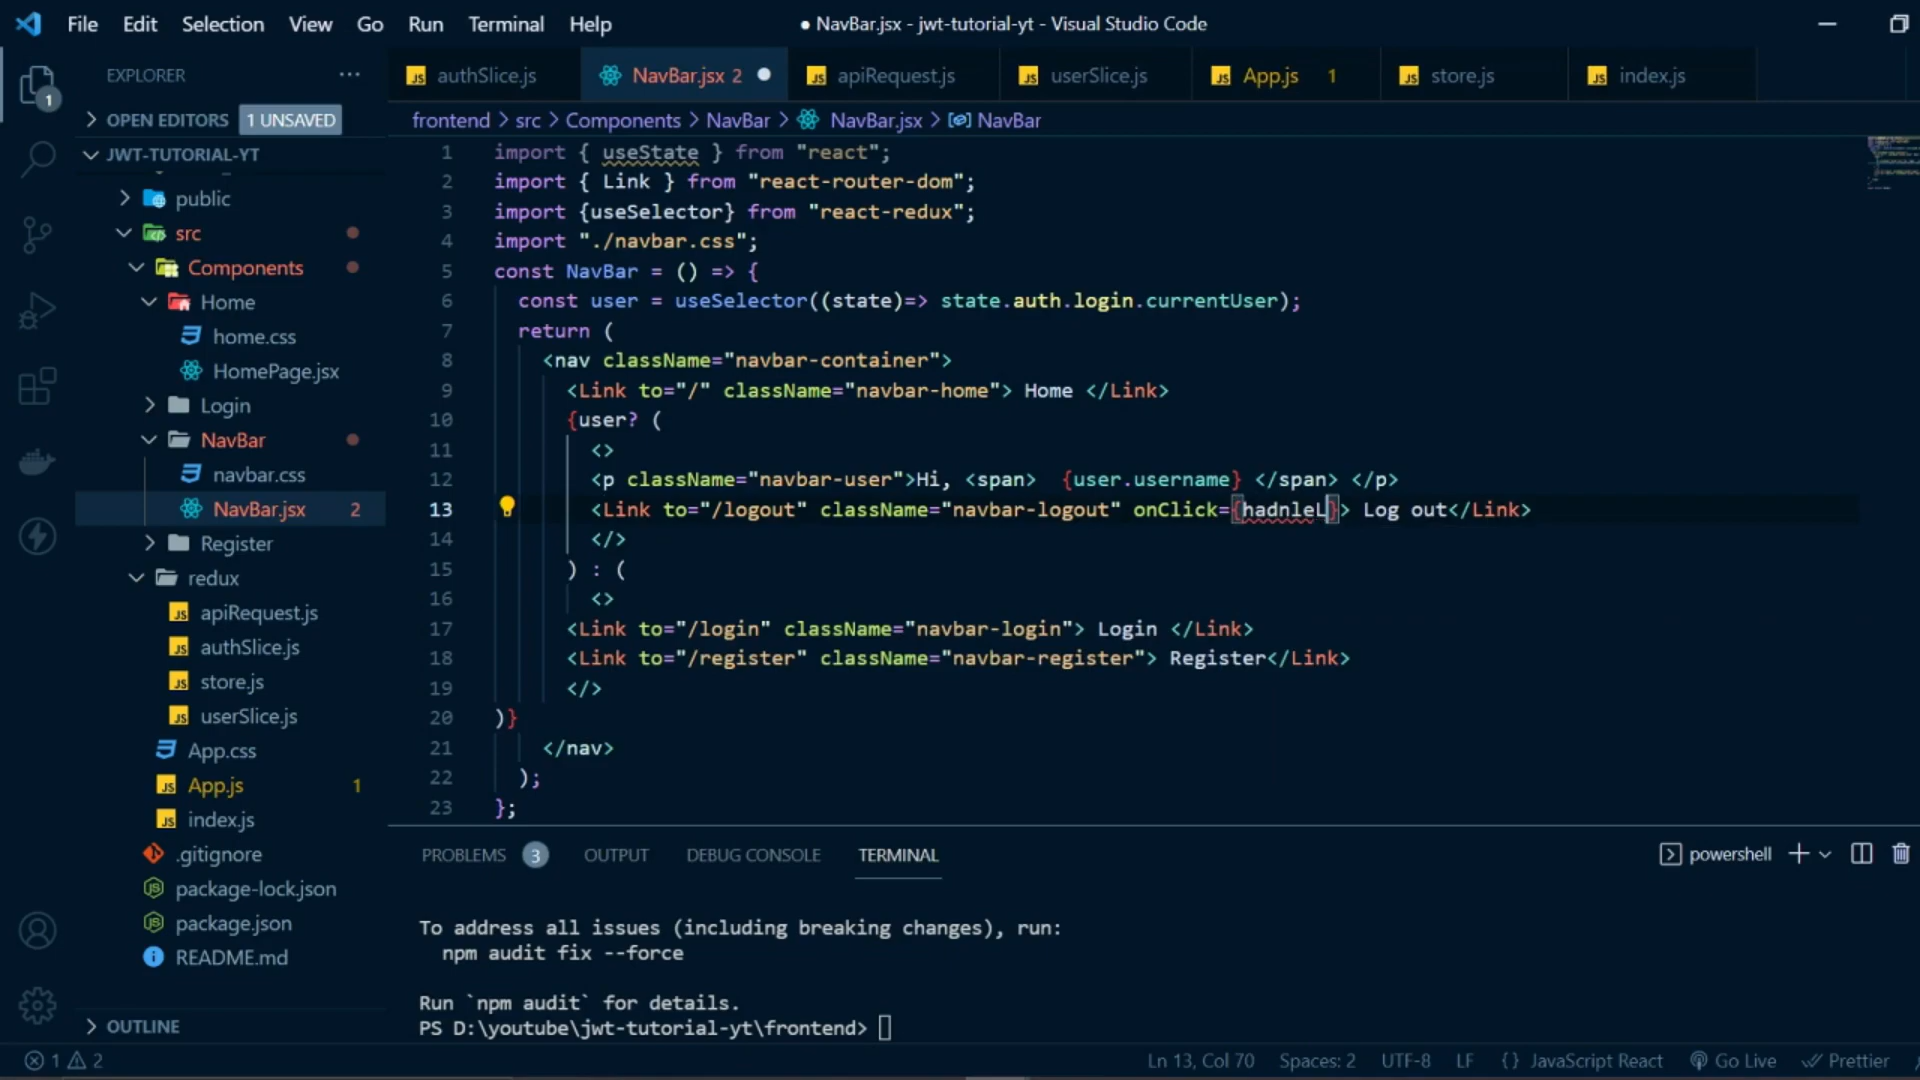 File Edit Selection View Go Run Terminal Help
● NavBar.jsx - jwt-tutorial-yt - Visual Studio Code
EXPLORER
1
OPEN EDITORS 1 UNSAVED
JWT-TUTORIAL-YT
public
src
Components
Home
home.css
HomePage.jsx
Login
NavBar
navbar.css
NavBar.jsx 2
Register
redux
apiRequest.js
authSlice.js
store.js
userSlice.js
App.css
App.js 1
index.js
.gitignore
package-lock.json
package.json
README.md
OUTLINE
authSlice.js NavBar.jsx 2 apiRequest.js userSlice.js App.js 1 store.js index.js
frontend > src > Components > NavBar > NavBar.jsx > NavBar
1 import { useState } from "react";
2 import { Link } from "react-router-dom";
3 import {useSelector} from "react-redux";
4 import "./navbar.css";
5 const NavBar = () => {
6 const user = useSelector((state)=> state.auth.login.currentUser);
7 return (
8 <nav className="navbar-container">
9 <Link to="/" className="navbar-home"> Home </Link>
10 {user? (
11 <>
12 <p className="navbar-user">Hi, <span>  {user.username} </span> </p>
13 <Link to="/logout" className="navbar-logout" onClick={hadnleL}> Log out</Link>
14 </>
15 ) : (
16 <>
17 <Link to="/login" className="navbar-login"> Login </Link>
18 <Link to="/register" className="navbar-register"> Register</Link>
19 </>
20 )}
21 </nav>
22 );
23 };
PROBLEMS 3 OUTPUT DEBUG CONSOLE TERMINAL
powershell
To address all issues (including breaking changes), run:
npm audit fix --force
Run `npm audit` for details.
PS D:\youtube\jwt-tutorial-yt\frontend>
1 2
Ln 13, Col 70 Spaces: 2 UTF-8 LF {} JavaScript React Go Live Prettier